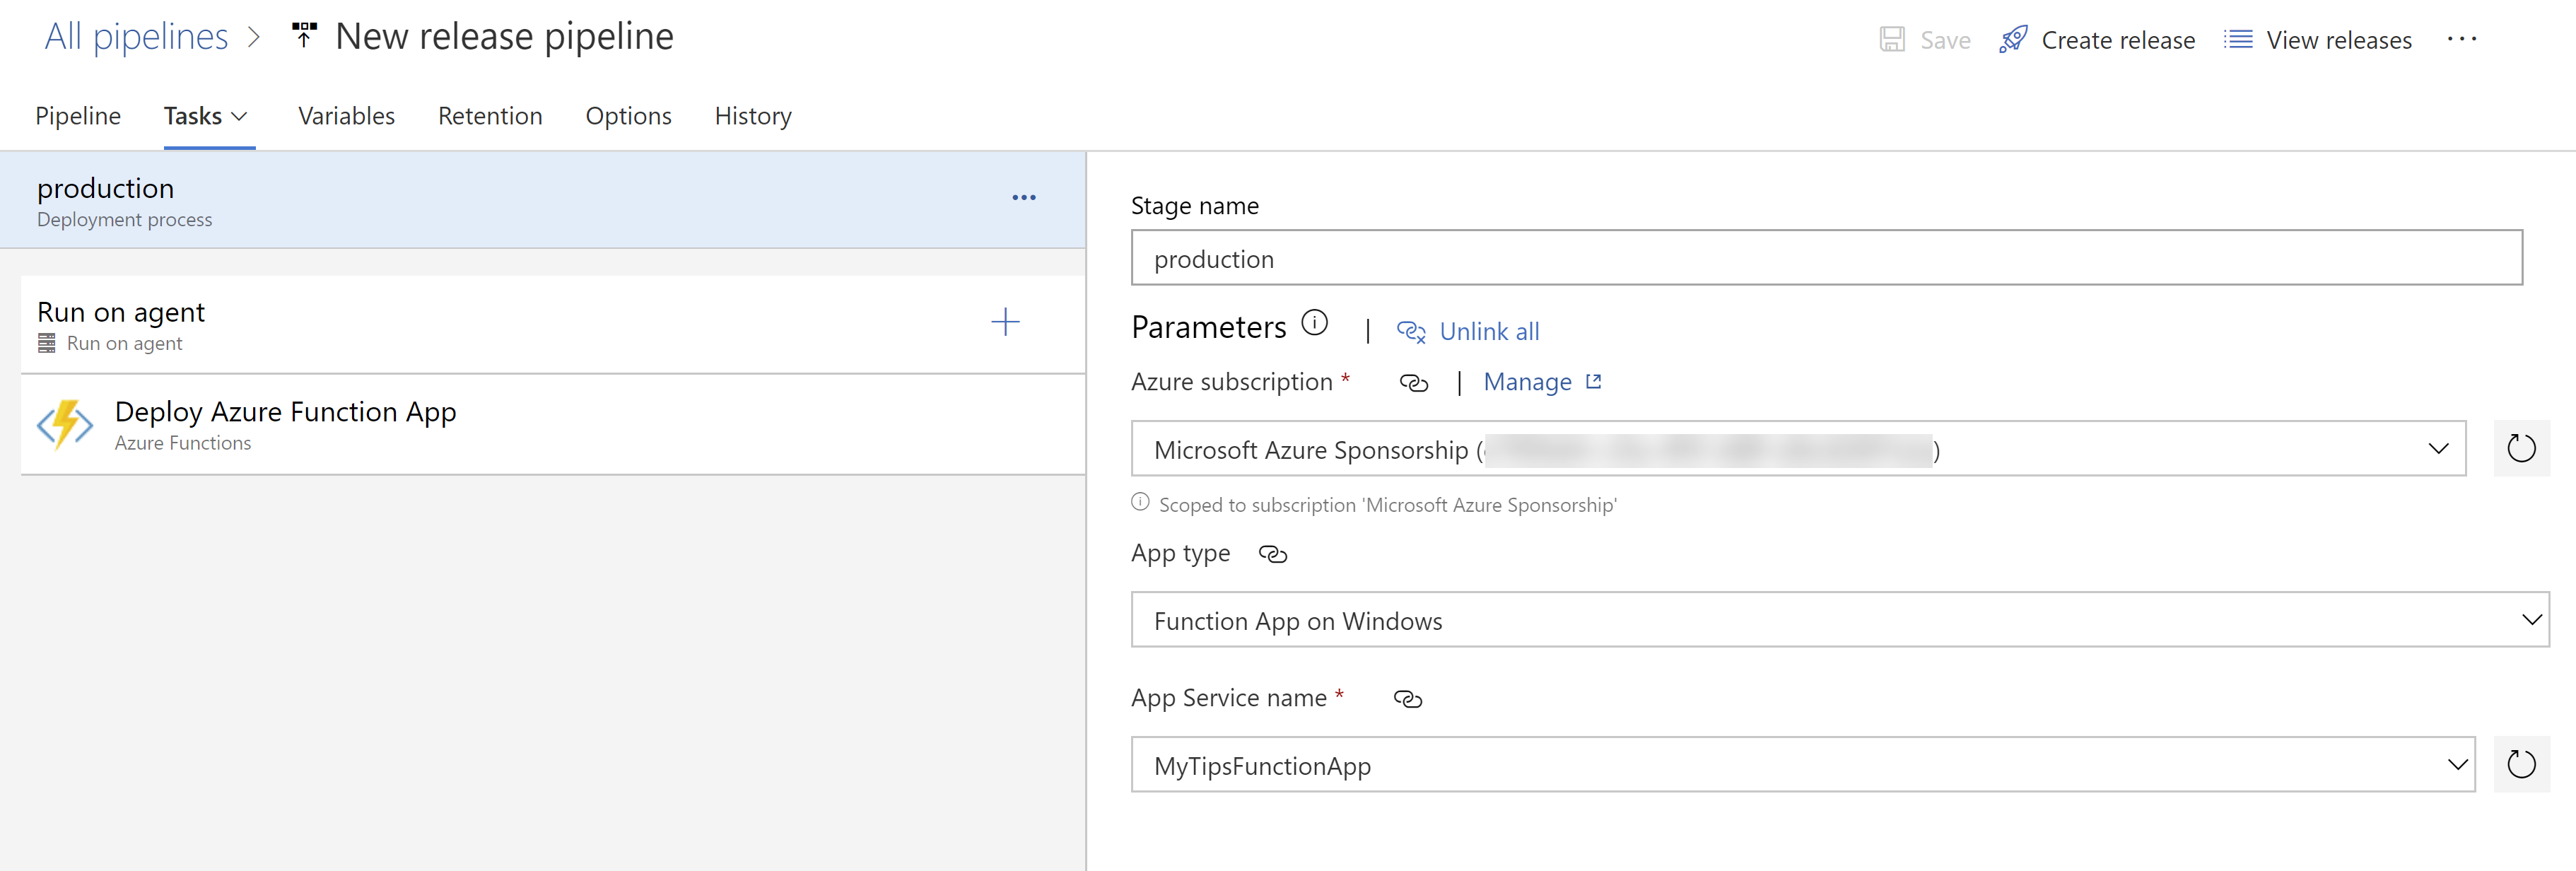 All pipelines > New release pipeline
Save Create release View releases ...
Pipeline Tasks Variables Retention Options History
production
Deployment process
Run on agent
Run on agent
Deploy Azure Function App
Azure Functions
Stage name
production
Parameters | Unlink all
Azure subscription * | Manage
Microsoft Azure Sponsorship ( )
Scoped to subscription 'Microsoft Azure Sponsorship'
App type
Function App on Windows
App Service name *
MyTipsFunctionApp